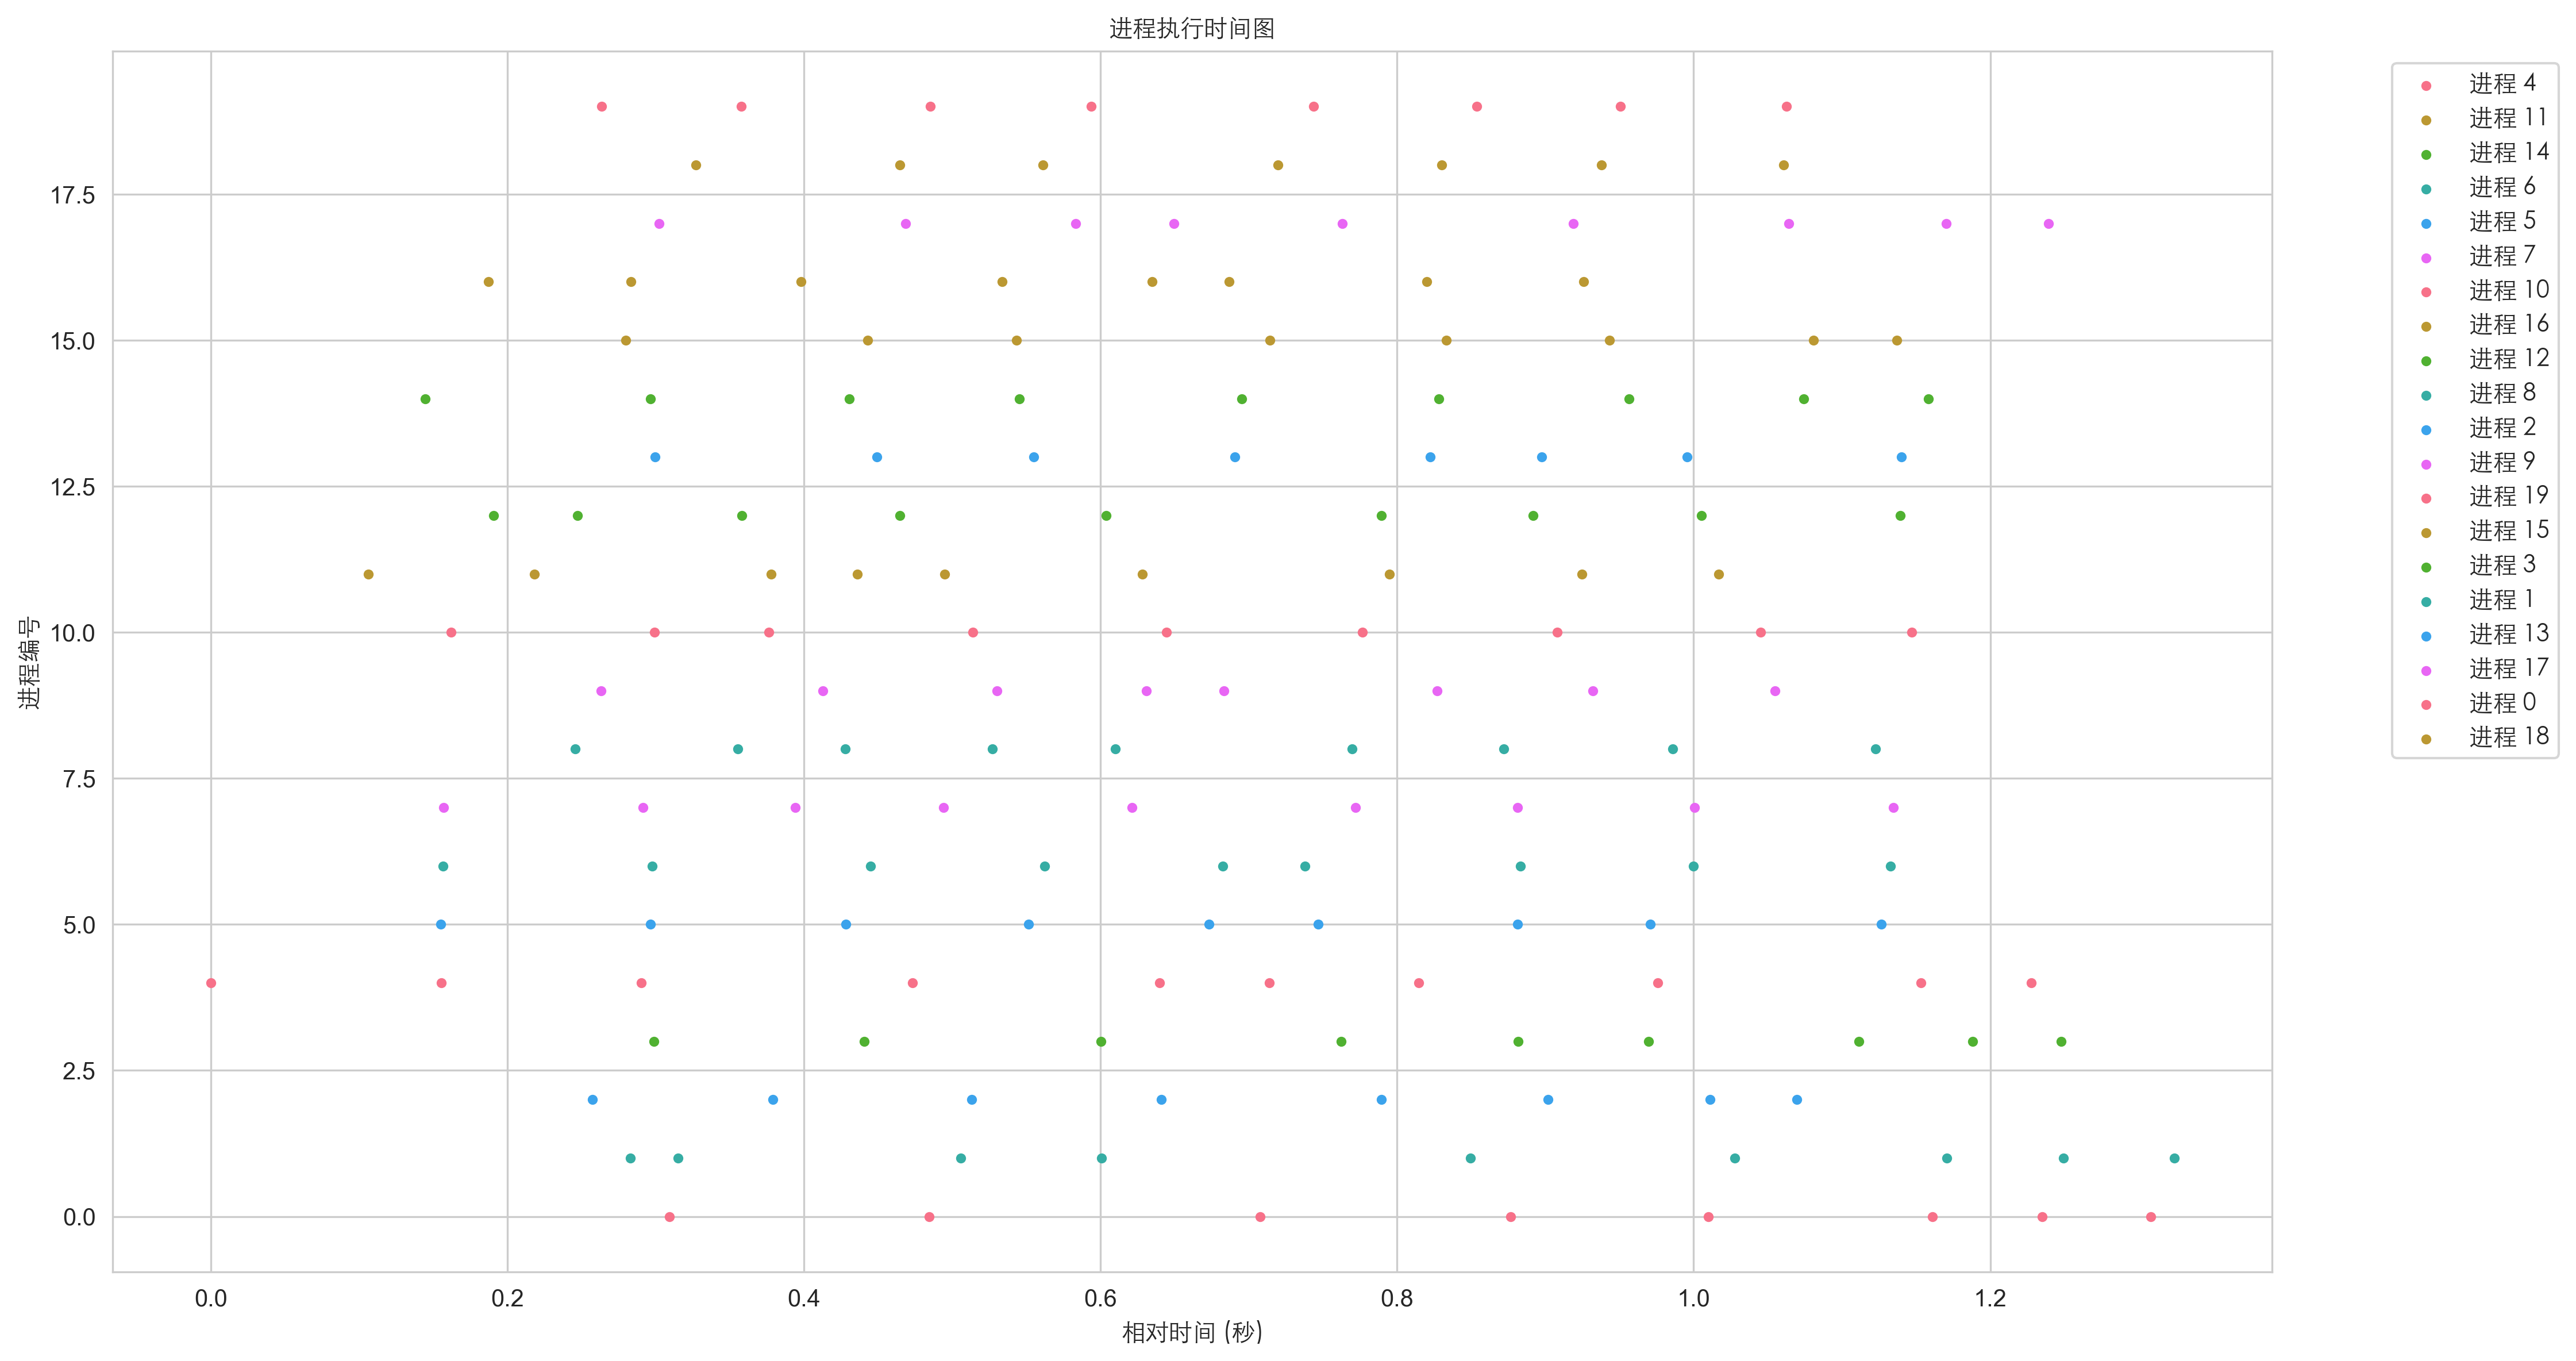 进程执行时间图
进程编号
17.5
15.0
12.5
10.0
7.5
5.0
2.5
0.0
0.0 0.2 0.4 0.6 0.8 1.0 1.2
相对时间 (秒)
进程 4
进程 11
进程 14
进程 6
进程 5
进程 7
进程 10
进程 16
进程 12
进程 8
进程 2
进程 9
进程 19
进程 15
进程 3
进程 1
进程 13
进程 17
进程 0
进程 18